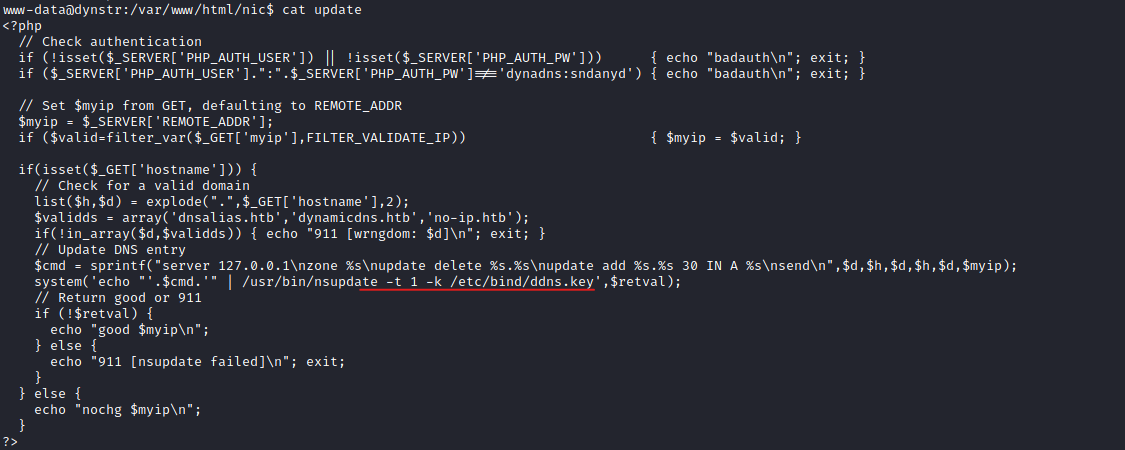 www-data@dynstr:/var/www/html/nic$ cat update
<?php
  // Check authentication
  if (!isset($_SERVER['PHP_AUTH_USER']) || !isset($_SERVER['PHP_AUTH_PW']))      { echo "badauth\n"; exit; }
  if ($_SERVER['PHP_AUTH_USER'].":".$_SERVER['PHP_AUTH_PW']!=='dynadns:sndanyd') { echo "badauth\n"; exit; }

  // Set $myip from GET, defaulting to REMOTE_ADDR
  $myip = $_SERVER['REMOTE_ADDR'];
  if ($valid=filter_var($_GET['myip'],FILTER_VALIDATE_IP))                       { $myip = $valid; }

  if(isset($_GET['hostname'])) {
    // Check for a valid domain
    list($h,$d) = explode(".",$_GET['hostname'],2);
    $validds = array('dnsalias.htb','dynamicdns.htb','no-ip.htb');
    if(!in_array($d,$validds)) { echo "911 [wrngdom: $d]\n"; exit; }
    // Update DNS entry
    $cmd = sprintf("server 127.0.0.1\nzone %s\nupdate delete %s.%s\nupdate add %s.%s 30 IN A %s\nsend\n",$d,$h,$d,$h,$d,$myip);
    system('echo "'.$cmd.'" | /usr/bin/nsupdate -t 1 -k /etc/bind/ddns.key',$retval);
    // Return good or 911
    if (!$retval) {
      echo "good $myip\n";
    } else {
      echo "911 [nsupdate failed]\n"; exit;
    }
  } else {
    echo "nochg $myip\n";
  }
?>